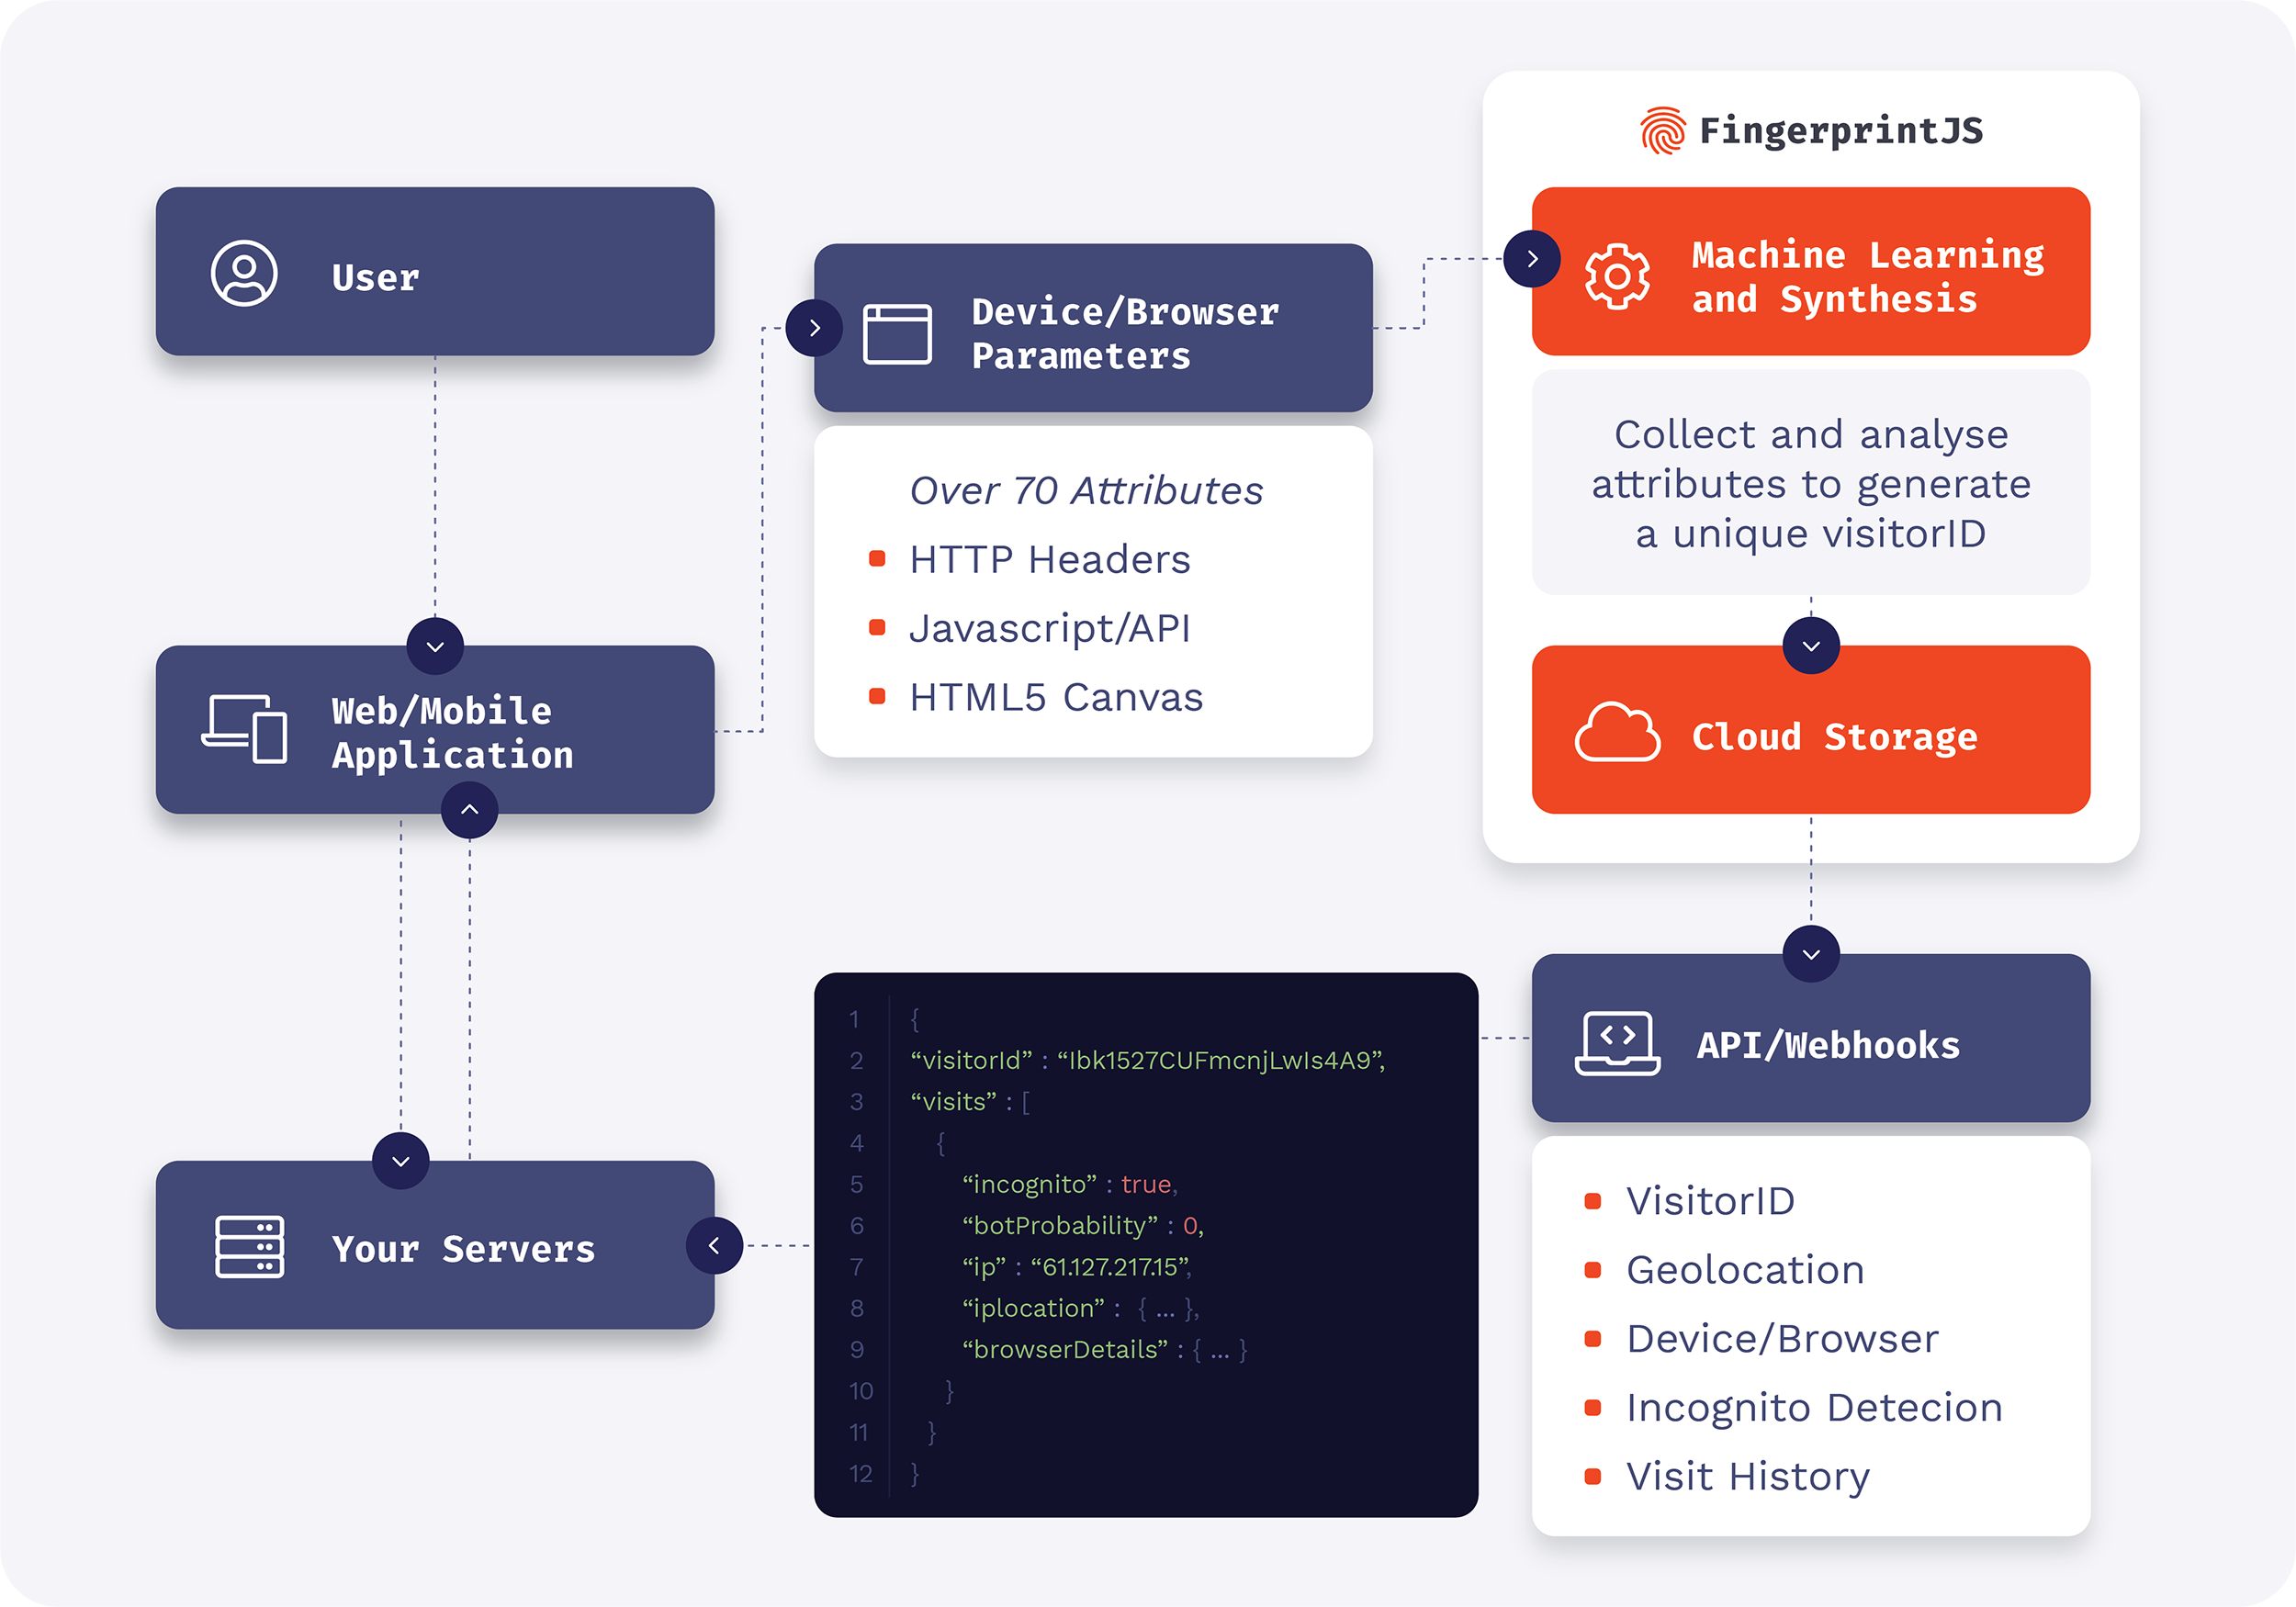 FingerprintJS
User
Device/Browser
Parameters
Over 70 Attributes
HTTP Headers
Javascript/API
HTML5 Canvas
Machine Learning
and Synthesis
Collect and analyse
attributes to generate
a unique visitorID
Cloud Storage
Web/Mobile
Application
Your Servers
1 {
2 “visitorId” : “Ibk1527CUFmcnjLwIs4A9”,
3 “visits” : [
4 {
5 “incognito” : true,
6 “botProbability” : 0,
7 “ip” : “61.127.217.15”,
8 “iplocation” : { ... },
9 “browserDetails” : { ... }
10 }
11 }
12 }
API/Webhooks
VisitorID
Geolocation
Device/Browser
Incognito Detecion
Visit History